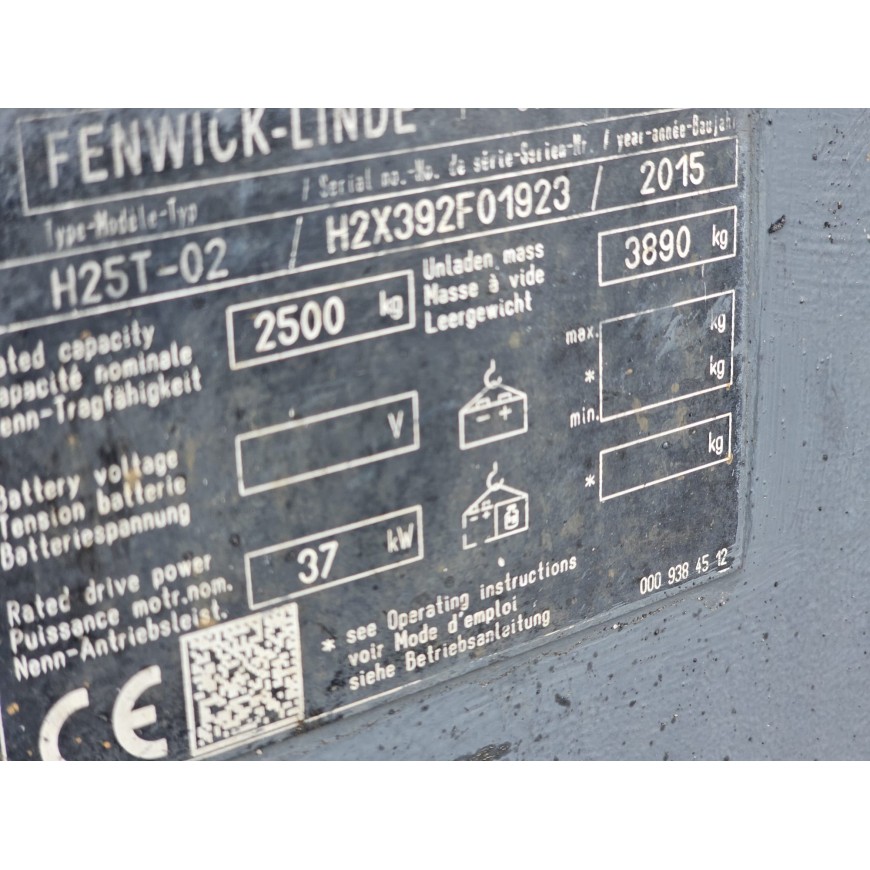 FENWICK-LINDE
Type-Modèle-Typ / Serial no.-No. de série-Serien-Nr. / year-année-Baujahr
H25T-02 / H2X392F01923 / 2015
ated capacity
apacité nominale
enn-Tragfähigkeit
2500 kg
Unladen mass
Masse à vide
Leergewicht
3890 kg
Battery voltage
Tension batterie
Batteriespannung
V
- +
max. kg
* kg
min.
- +
* kg
Rated drive power
Puissance motr.nom.
Nenn-Antriebsleist.
37 kW
* see Operating instructions
voir Mode d'emploi
siehe Betriebsanleitung
000 938 45 12
CE